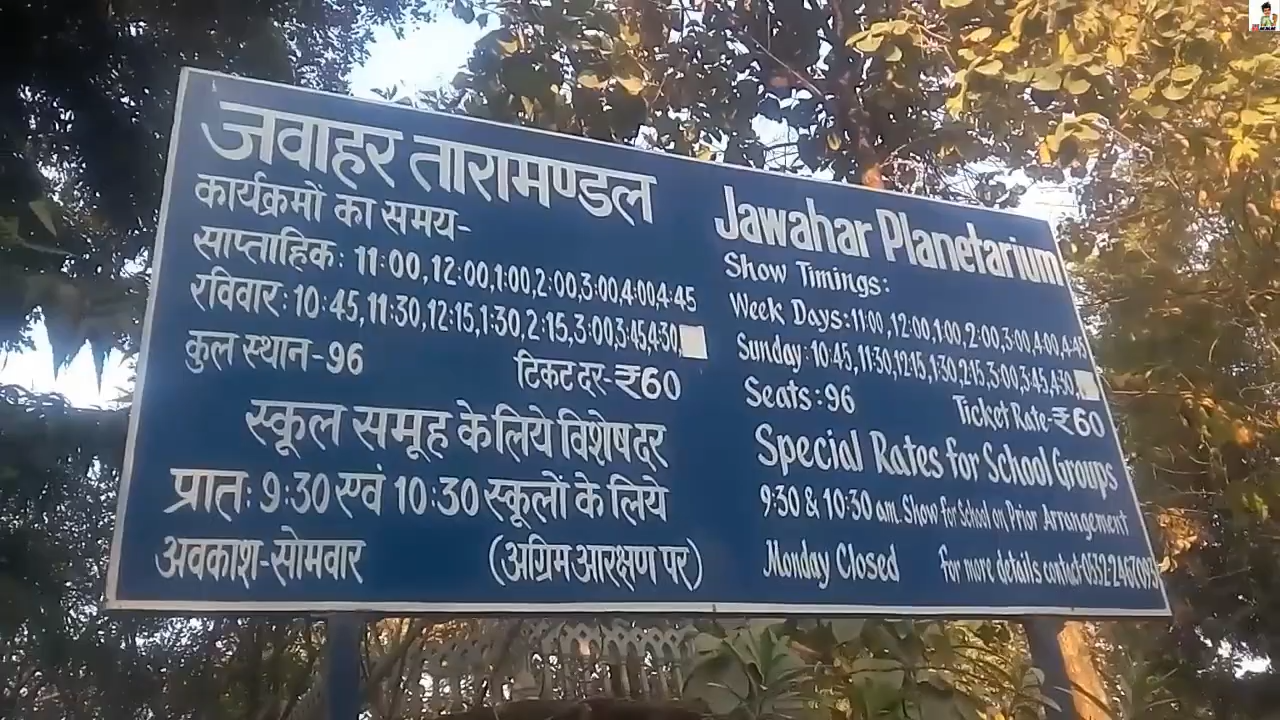 जवाहर तारामण्डल
कार्यक्रमों का समय-
साप्ताहिक: 11:00,12:00,1:00,2:00,3:00,4:00,4:45
रविवार: 10:45,11:30,12:15,1:30,2:15,3:00,3:45,4:30,
कुल स्थान-96 टिकट दर-₹60
स्कूल समूह के लिये विशेष दर
प्रातः 9:30 एवं 10:30 स्कूलों के लिये
अवकाश-सोमवार (अग्रिम आरक्षण पर)
Jawahar Planetarium
Show Timings:
Week Days:11:00,12:00,1:00,2:00,3:00,4:00,4:45
Sunday:10:45,11:30,12:15,1:30,2:15,3:00,3:45,4:30,
Seats:96 Ticket Rate-₹60
Special Rates for School Groups
9:30 & 10:30 am. Show for School on Prior Arrangement
Monday Closed For more details contact-